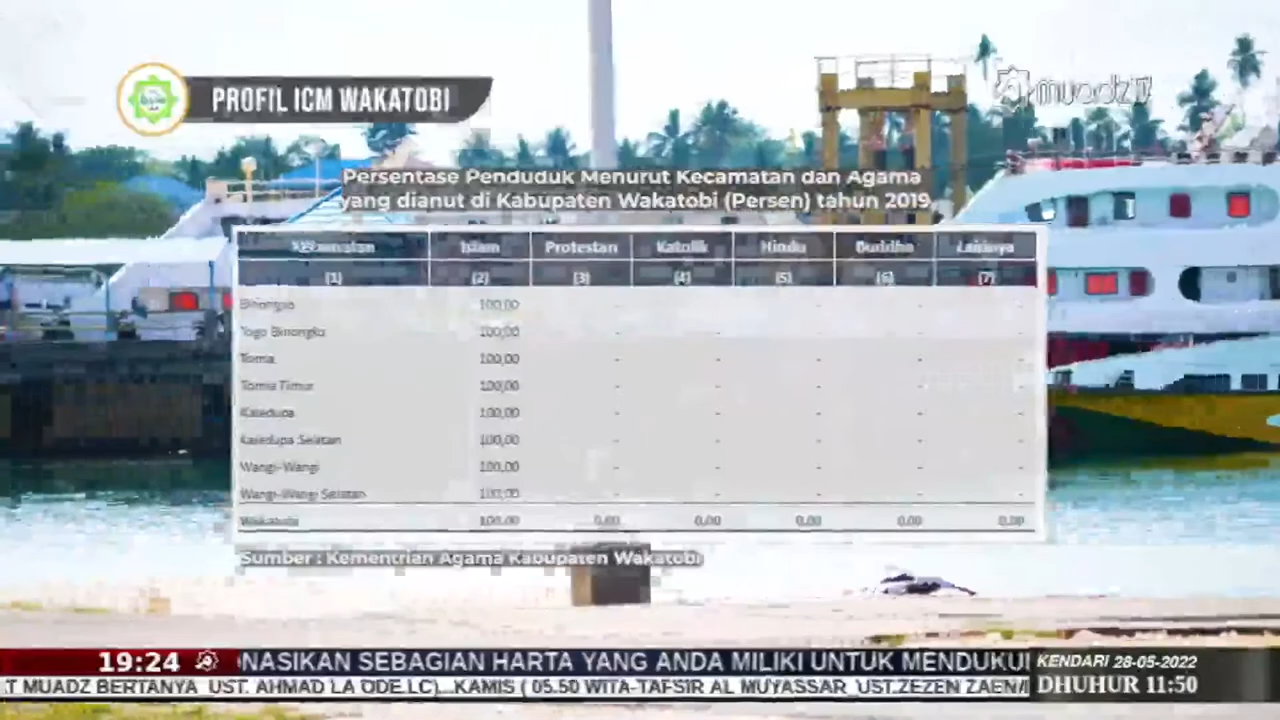 PROFIL ICM WAKATOBI
muadz17
Persentase Penduduk Menurut Kecamatan dan Agama
yang dianut di Kabupaten Wakatobi (Persen) tahun 2019
Kecamatan Islam Protestan Katolik Hindu Buddha Lainnya
(1) (2) (3) (4) (5) (6) (7)
Binongko 100,00 - - - - -
Togo Binongko 100,00 - - - - -
Tomia 100,00 - - - - -
Tomia Timur 100,00 - - - - -
Kaledupa 100,00 - - - - -
Kaledupa Selatan 100,00 - - - - -
Wangi-Wangi 100,00 - - - - -
Wangi-Wangi Selatan 100,00 - - - - -
Wakatobi 100,00 0,00 0,00 0,00 0,00 0,00
Sumber : Kementrian Agama Kabupaten Wakatobi
19:24 NASIKAN SEBAGIAN HARTA YANG ANDA MILIKI UNTUK MENDUKU KENDARI 28-05-2022
T MUADZ BERTANYA UST. AHMAD LA ODE.LC)...KAMIS ( 05.50 WITA-TAFSIR AL MUYASSAR_UST.ZEZEN ZAEN DHUHUR 11:50